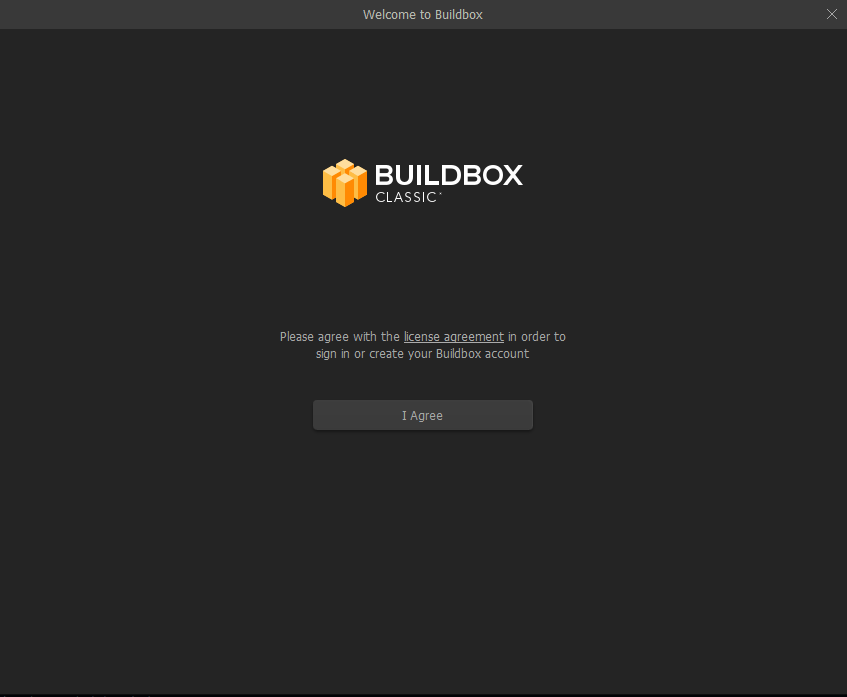 Welcome to Buildbox
BUILDBOX
CLASSIC
Please agree with the license agreement in order to
sign in or create your Buildbox account
I Agree